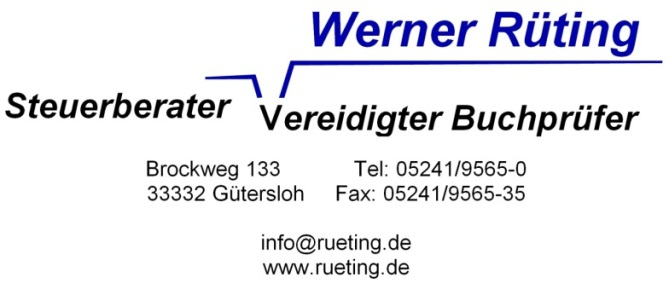 Werner Rüting
Steuerberater Vereidigter Buchprüfer
Brockweg 133 Tel: 05241/9565-0
33332 Gütersloh Fax: 05241/9565-35
info@rueting.de
www.rueting.de